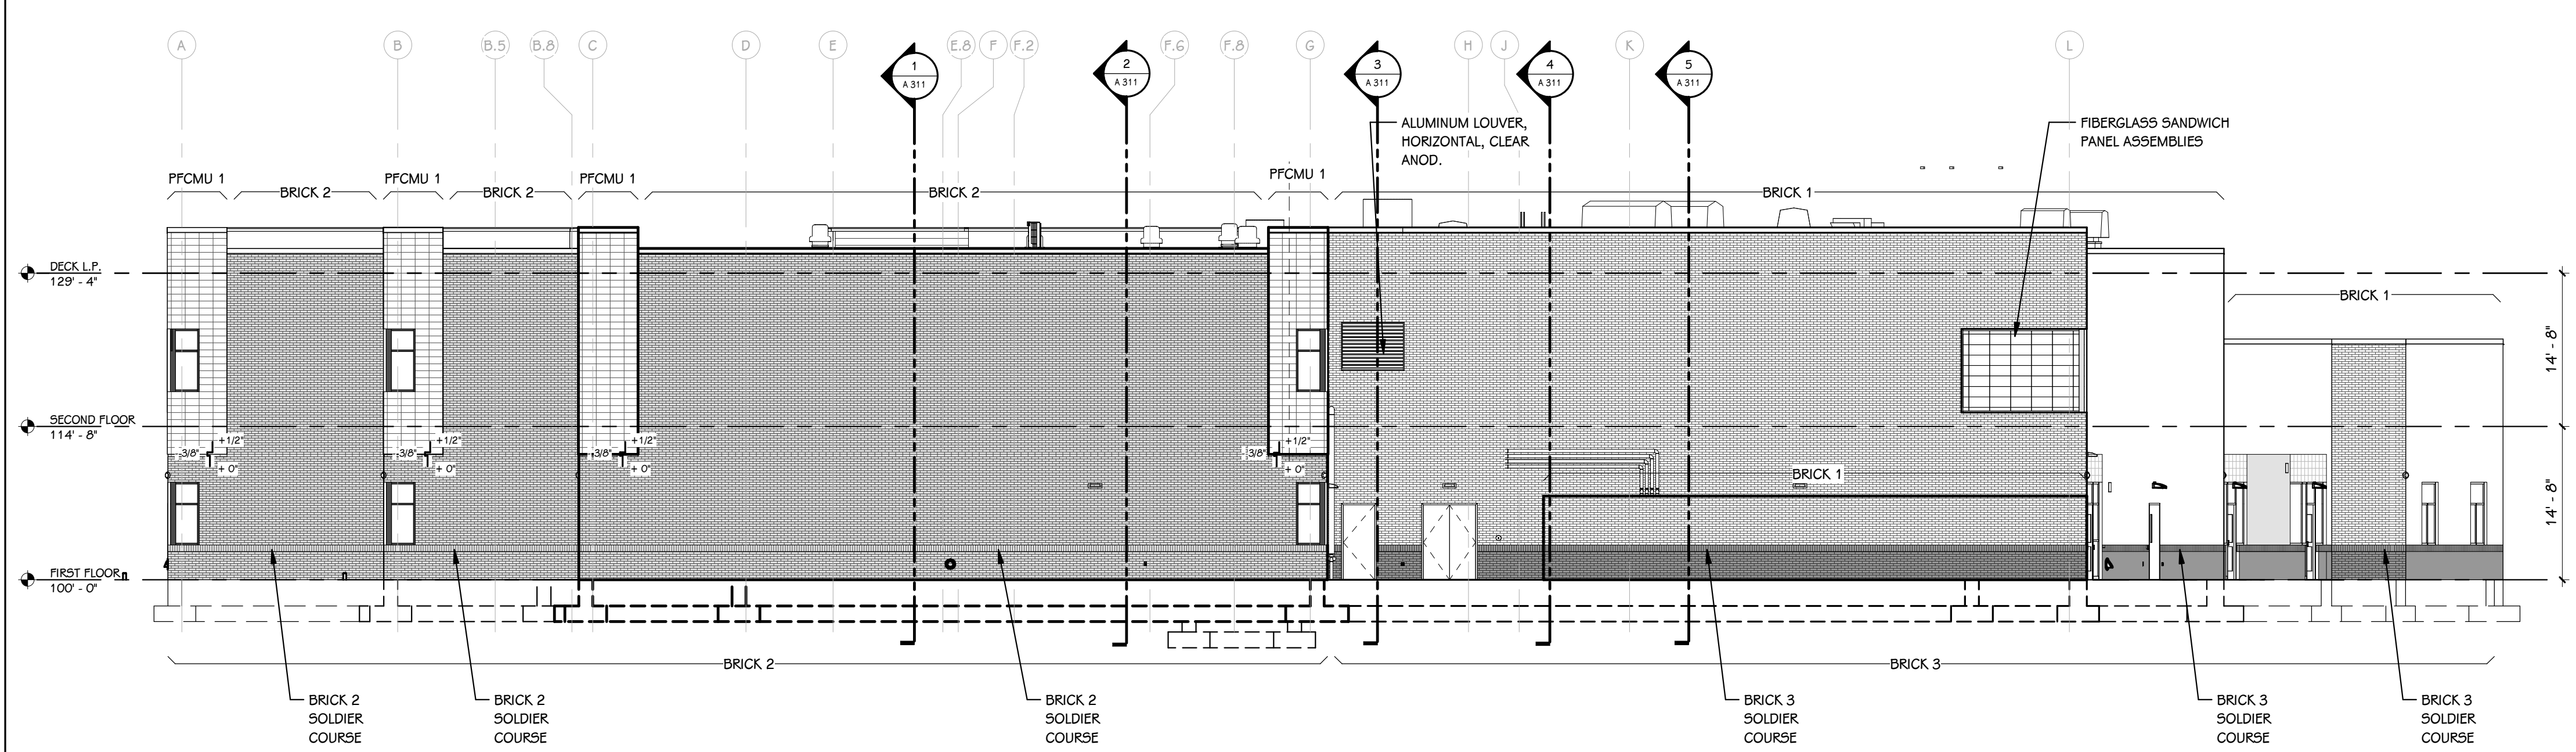 A
B
B.5
B.8
C
D
E
E.8
F
F.2
F.6
F.8
G
H
J
K
L
1
A 311
2
A 311
3
A 311
4
A 311
5
A 311
ALUMINUM LOUVER,
HORIZONTAL, CLEAR
ANOD.
FIBERGLASS SANDWICH
PANEL ASSEMBLIES
PFCMU 1
BRICK 2
PFCMU 1
BRICK 2
PFCMU 1
BRICK 2
PFCMU 1
BRICK 1
DECK L.P.
129' - 4"
BRICK 1
14' - 8"
SECOND FLOOR
114' - 8"
+1/2"
3/8"
+ 0"
+1/2"
3/8"
+ 0"
+1/2"
3/8"
+ 0"
+1/2"
3/8"
+ 0"
BRICK 1
14' - 8"
FIRST FLOOR
100' - 0"
BRICK 2
BRICK 3
BRICK 2
SOLDIER
COURSE
BRICK 2
SOLDIER
COURSE
BRICK 2
SOLDIER
COURSE
BRICK 3
SOLDIER
COURSE
BRICK 3
SOLDIER
COURSE
BRICK 3
SOLDIER
COURSE